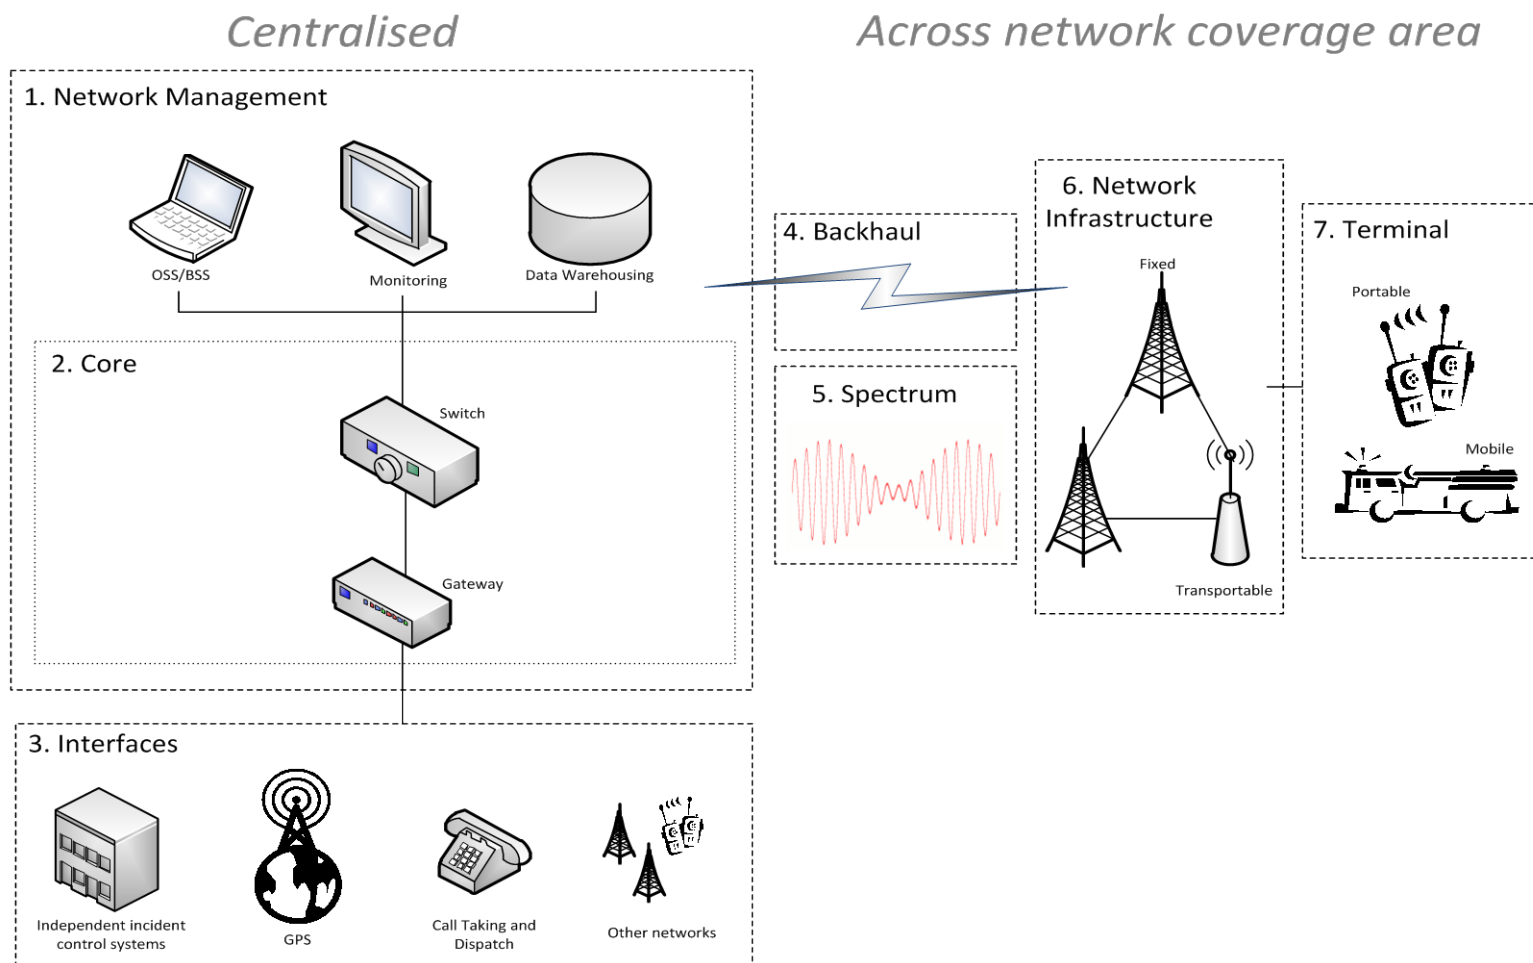 Centralised
Across network coverage area
1. Network Management
OSS/BSS
Monitoring
Data Warehousing
2. Core
Switch
Gateway
3. Interfaces
Independent incident
control systems
GPS
Call Taking and
Dispatch
Other networks
4. Backhaul
5. Spectrum
6. Network
Infrastructure
Fixed
Transportable
7. Terminal
Portable
Mobile